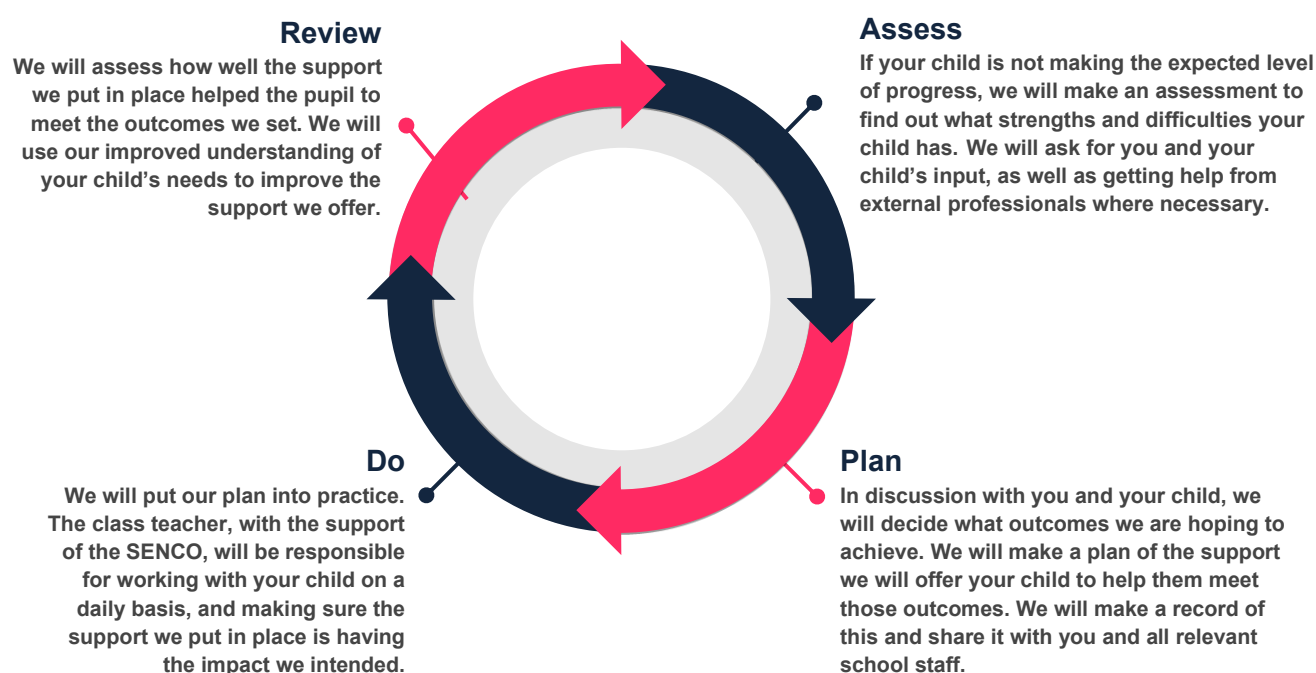 Review
We will assess how well the support
we put in place helped the pupil to
meet the outcomes we set. We will
use our improved understanding of
your child’s needs to improve the
support we offer.
Assess
If your child is not making the expected level
of progress, we will make an assessment to
find out what strengths and difficulties your
child has. We will ask for you and your
child’s input, as well as getting help from
external professionals where necessary.
Do
We will put our plan into practice.
The class teacher, with the support
of the SENCO, will be responsible
for working with your child on a
daily basis, and making sure the
support we put in place is having
the impact we intended.
Plan
In discussion with you and your child, we
will decide what outcomes we are hoping to
achieve. We will make a plan of the support
we will offer your child to help them meet
those outcomes. We will make a record of
this and share it with you and all relevant
school staff.